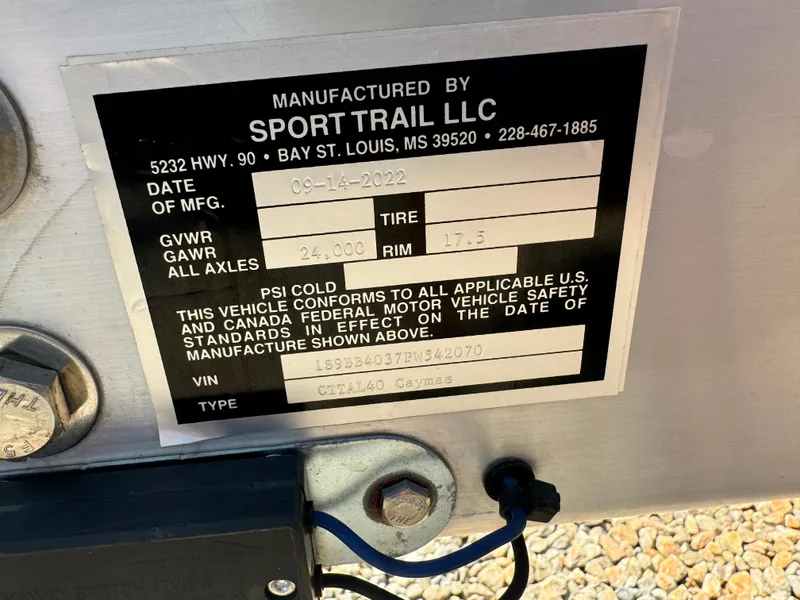 MANUFACTURED BY
SPORT TRAIL LLC
5232 HWY. 90 • BAY ST. LOUIS, MS 39520 • 228-467-1885
DATE OF MFG. 09-14-2022
GVWR TIRE
GAWR ALL AXLES 24,000 RIM 17.5
PSI COLD
THIS VEHICLE CONFORMS TO ALL APPLICABLE U.S.
AND CANADA FEDERAL MOTOR VEHICLE SAFETY
STANDARDS IN EFFECT ON THE DATE OF
MANUFACTURE SHOWN ABOVE.
VIN 1S9BB4037PW542070
TYPE CTTAL40 Caymas
THE